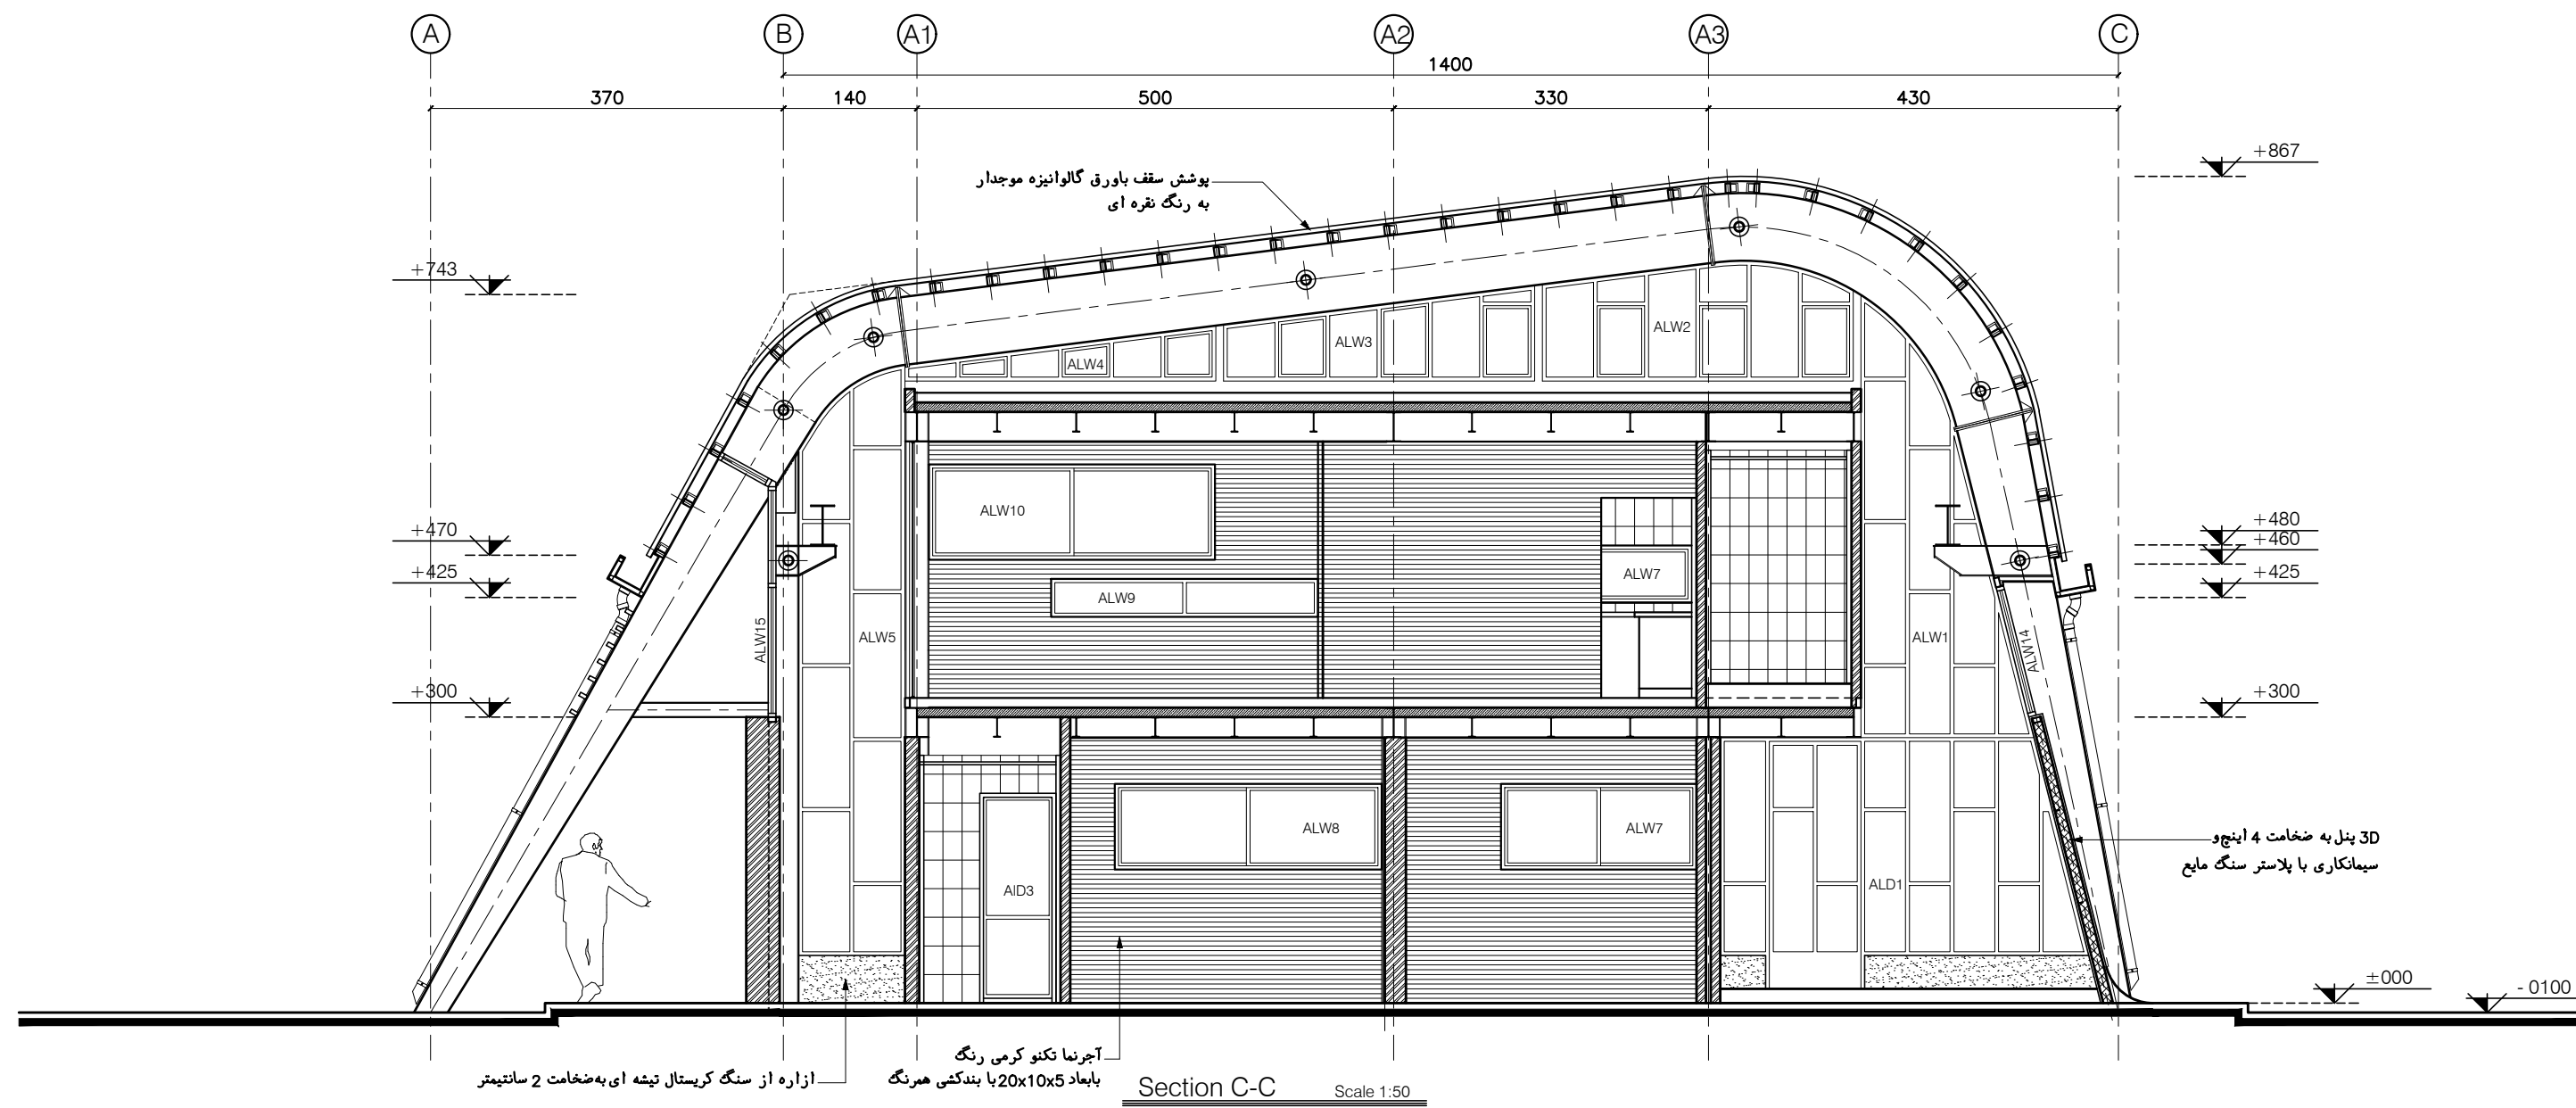 A B A1 A2 A3 C
1400
370 140 500 330 430
پوشش سقف باورق گالوانیزه موجدار
به رنگ نقره ای
+867
+743
ALW2
ALW3
ALW4
+470
+425
+300
+480
+460
+425
+300
ALW10
ALW7
ALW9
ALW15
ALW5
ALW1
ALW14
ALW8
ALW7
AlD3
ALD1
3D پنل به ضخامت 4 اینچ و
سیمانکاری با پلاستر سنگ مایع
±000
- 0100
آجرنما تکنو کرمی رنگ
بابعاد 20x10x5 با بندکشی همرنگ
ازاره از سنگ کریستال تیشه ای به ضخامت 2 سانتیمتر
Section C-C Scale 1:50